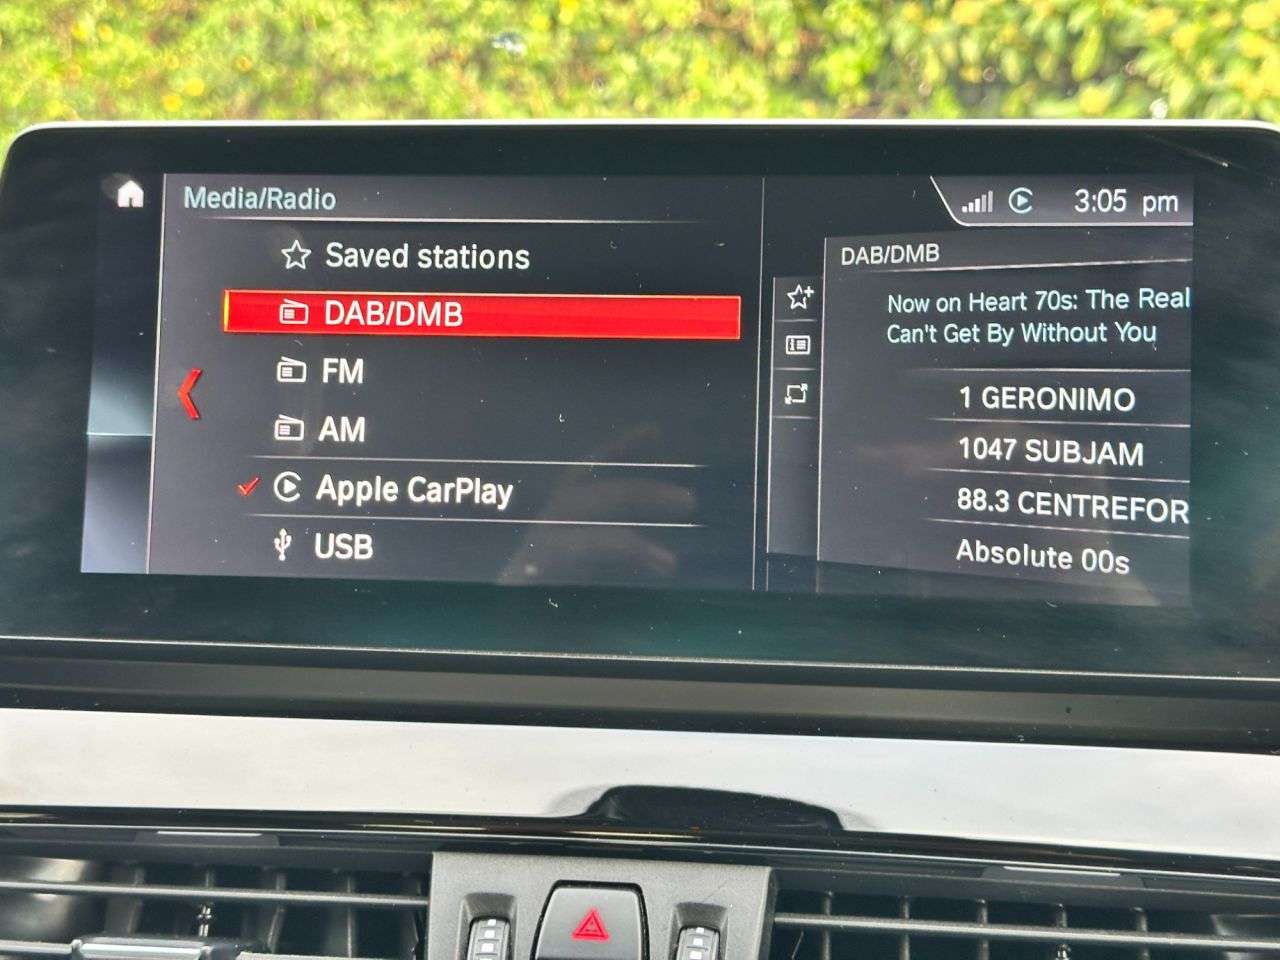 Media/Radio
3:05 pm
Saved stations
DAB/DMB
FM
AM
Apple CarPlay
USB
DAB/DMB
Now on Heart 70s: The Real
Can't Get By Without You
1 GERONIMO
1047 SUBJAM
88.3 CENTREFOR
Absolute 00s